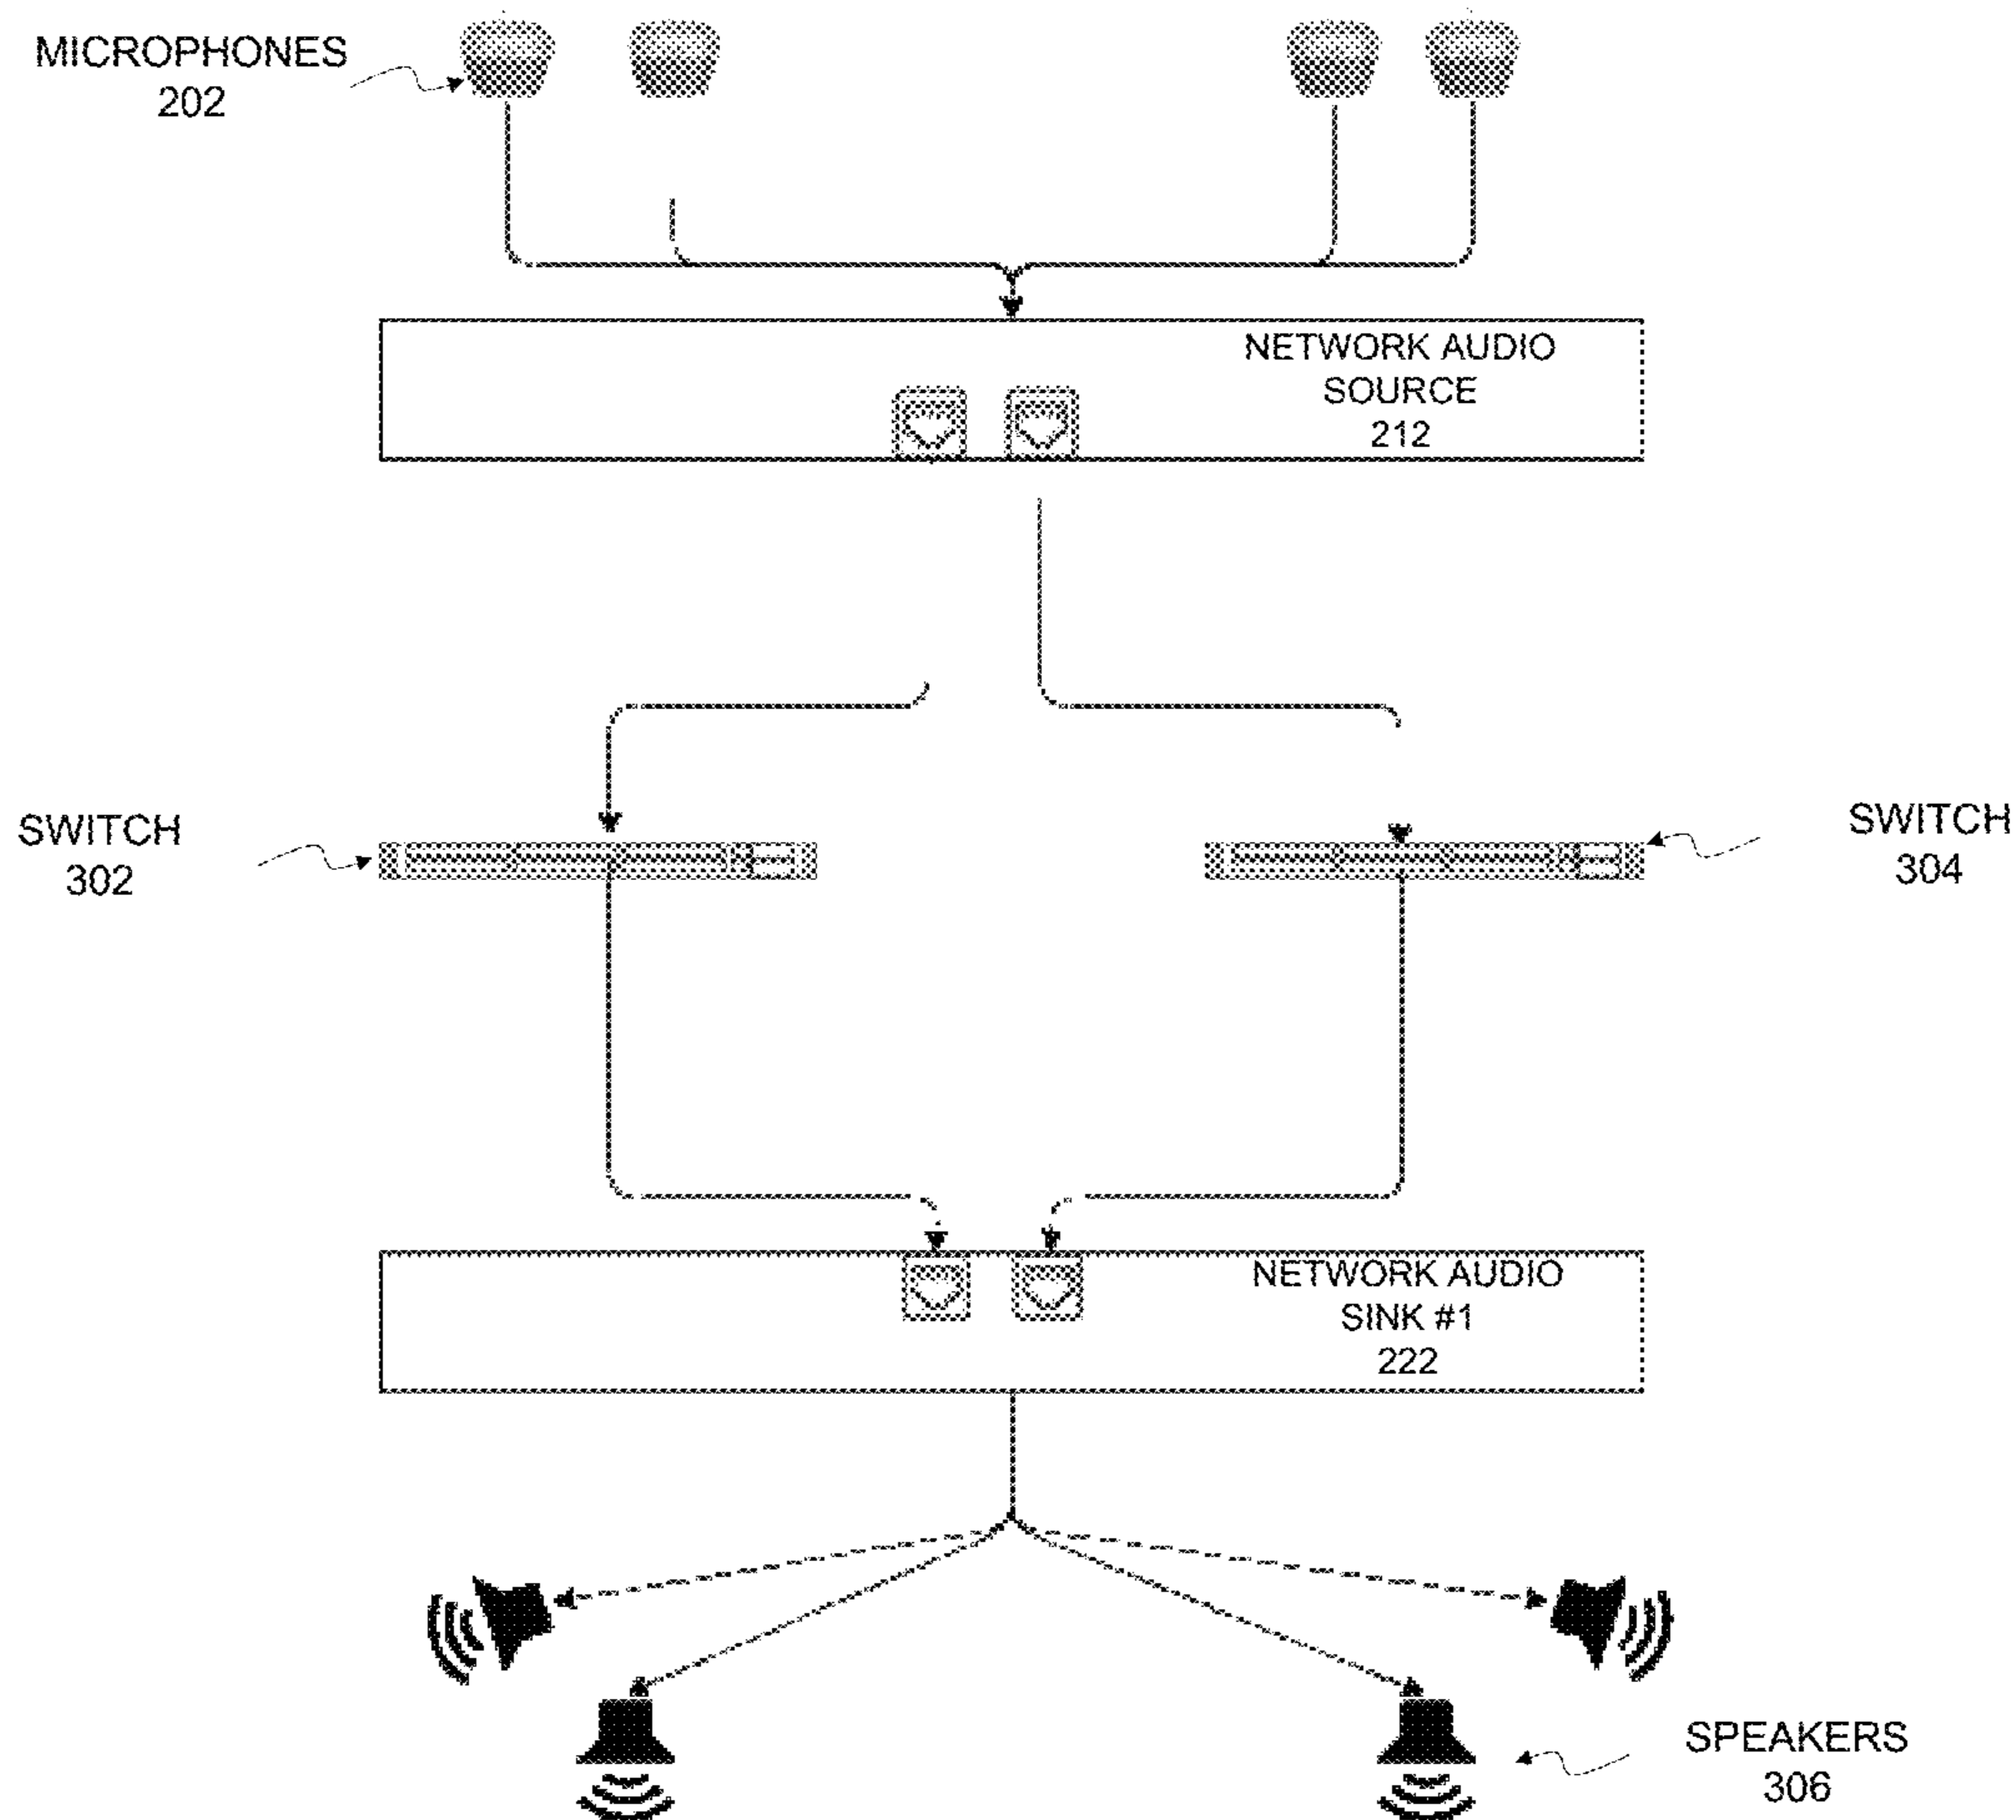 MICROPHONES
202
NETWORK AUDIO
SOURCE
212
SWITCH
302
SWITCH
304
NETWORK AUDIO
SINK #1
222
SPEAKERS
306